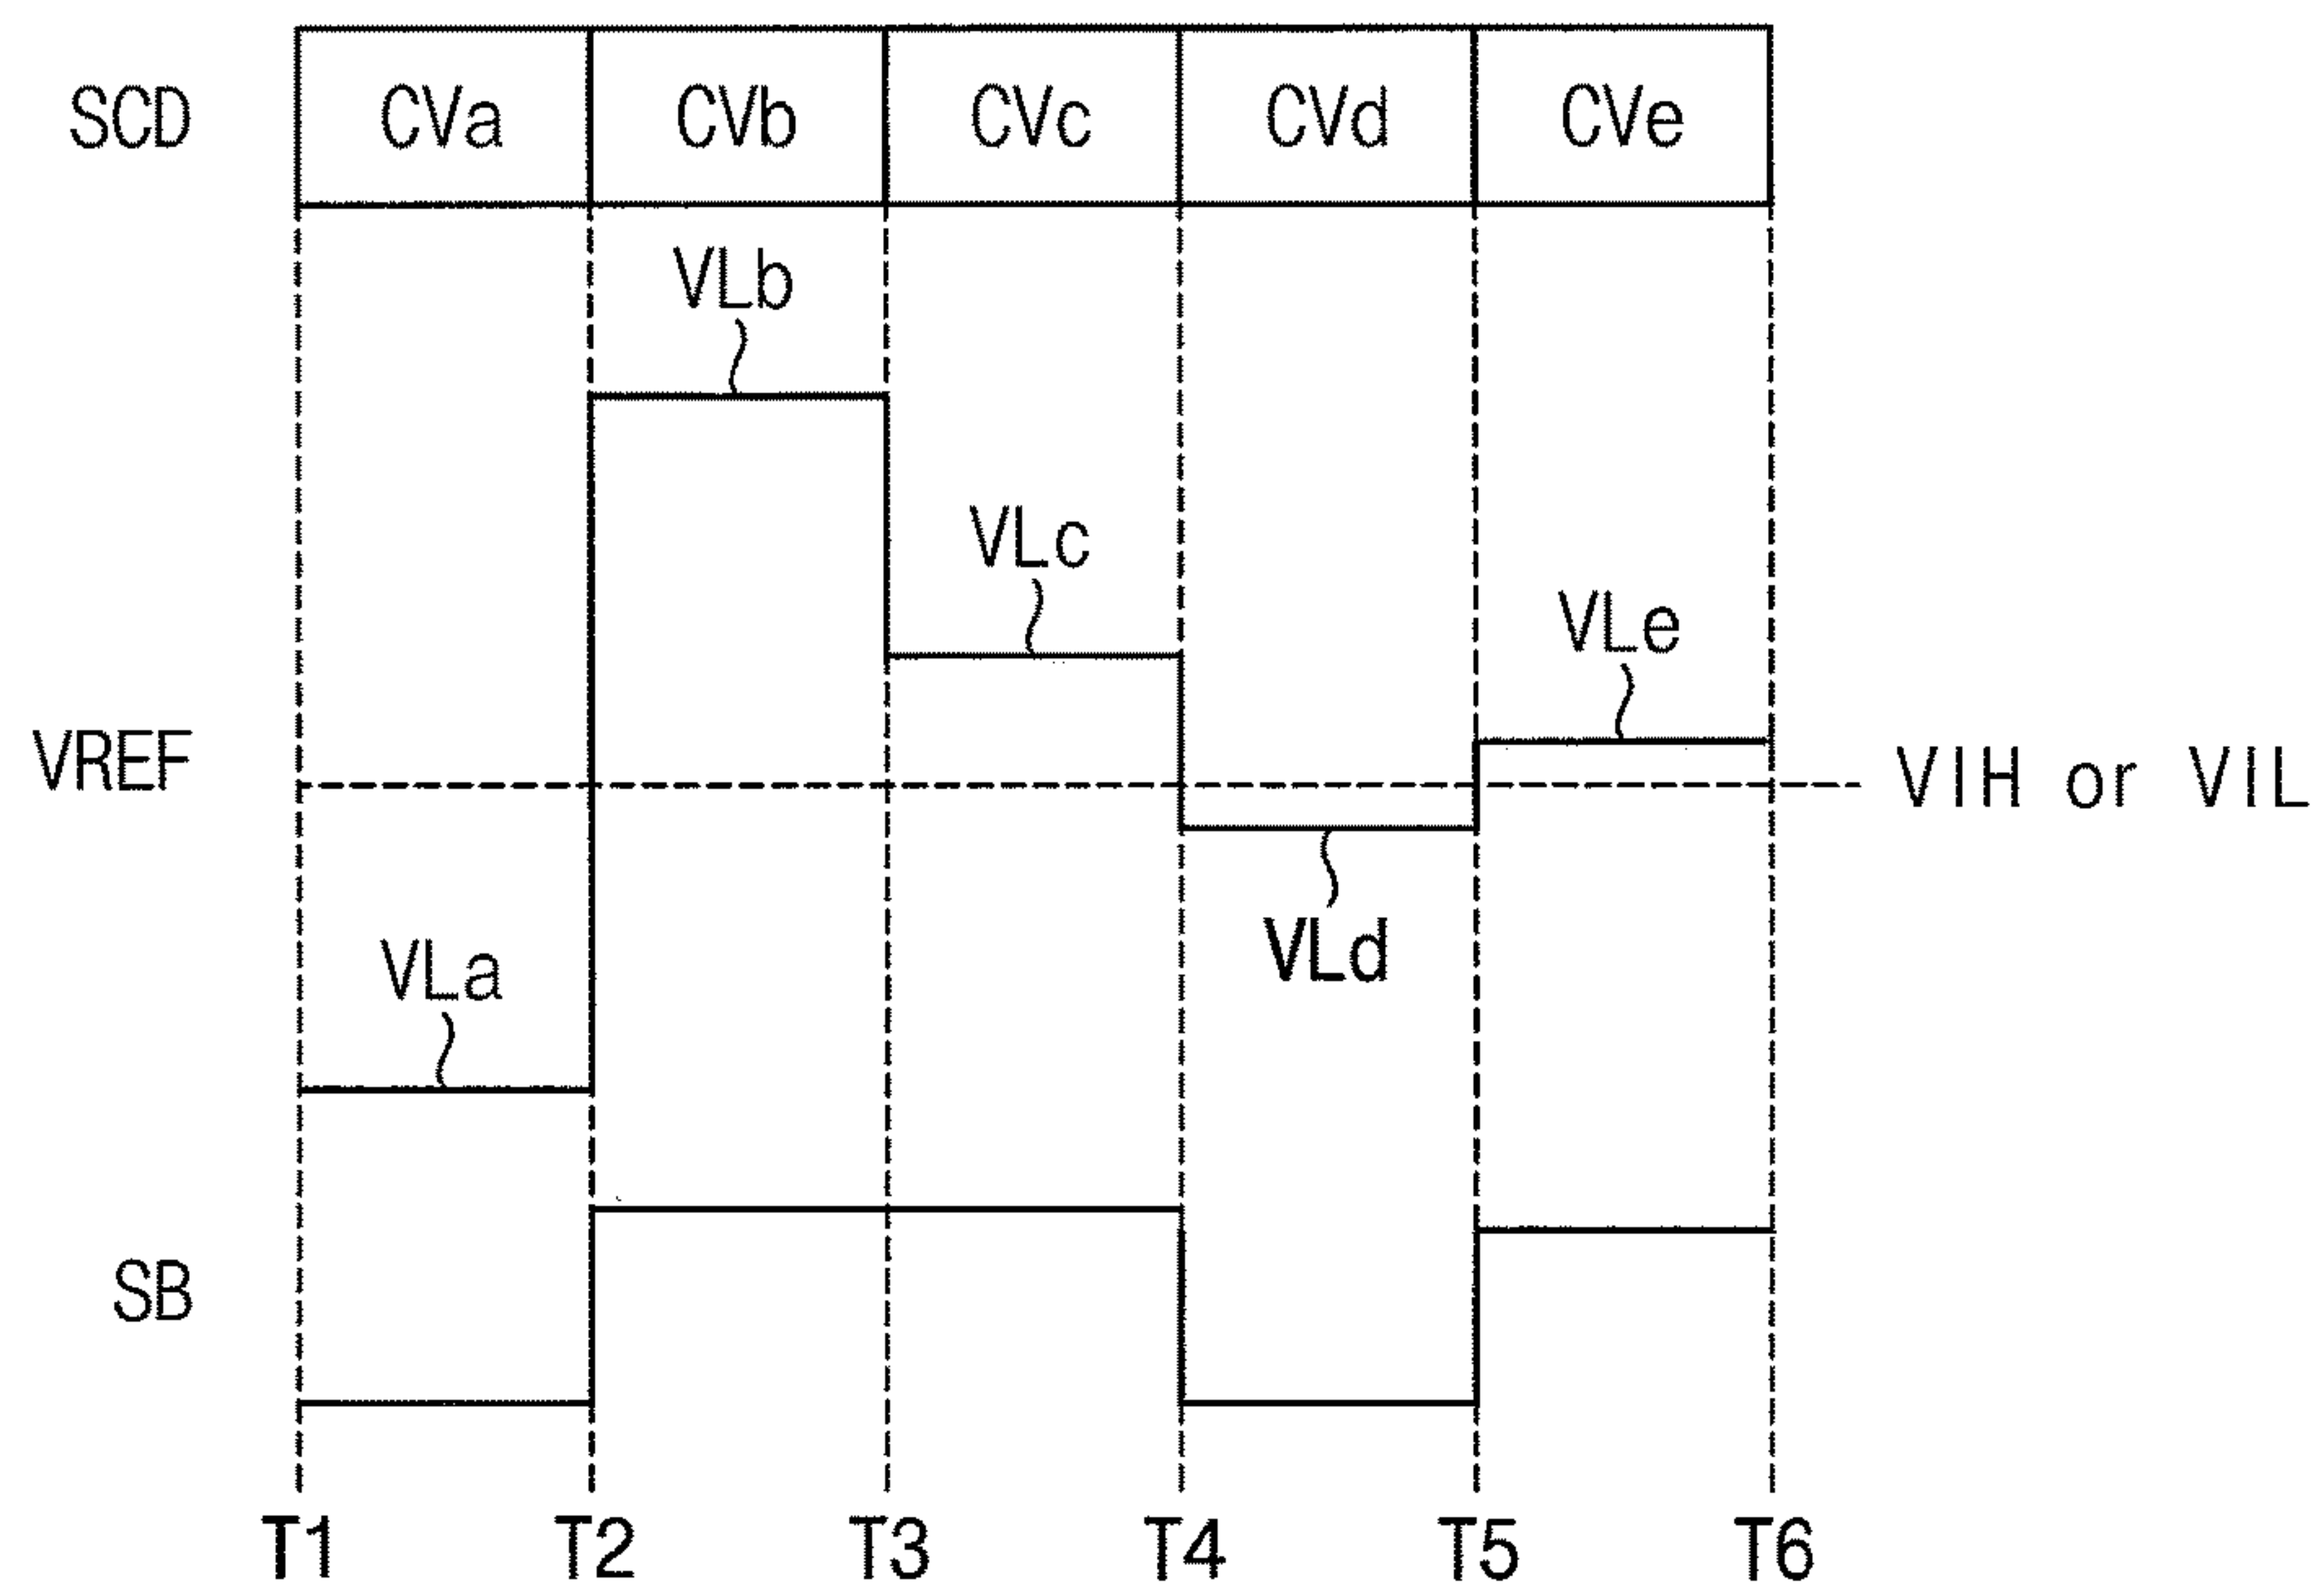 SCD CVa CVb CVc CVd CVe
VLb
VLc
VLe
VREF VIH or VIL
VLa VLd
SB
T1 T2 T3 T4 T5 T6